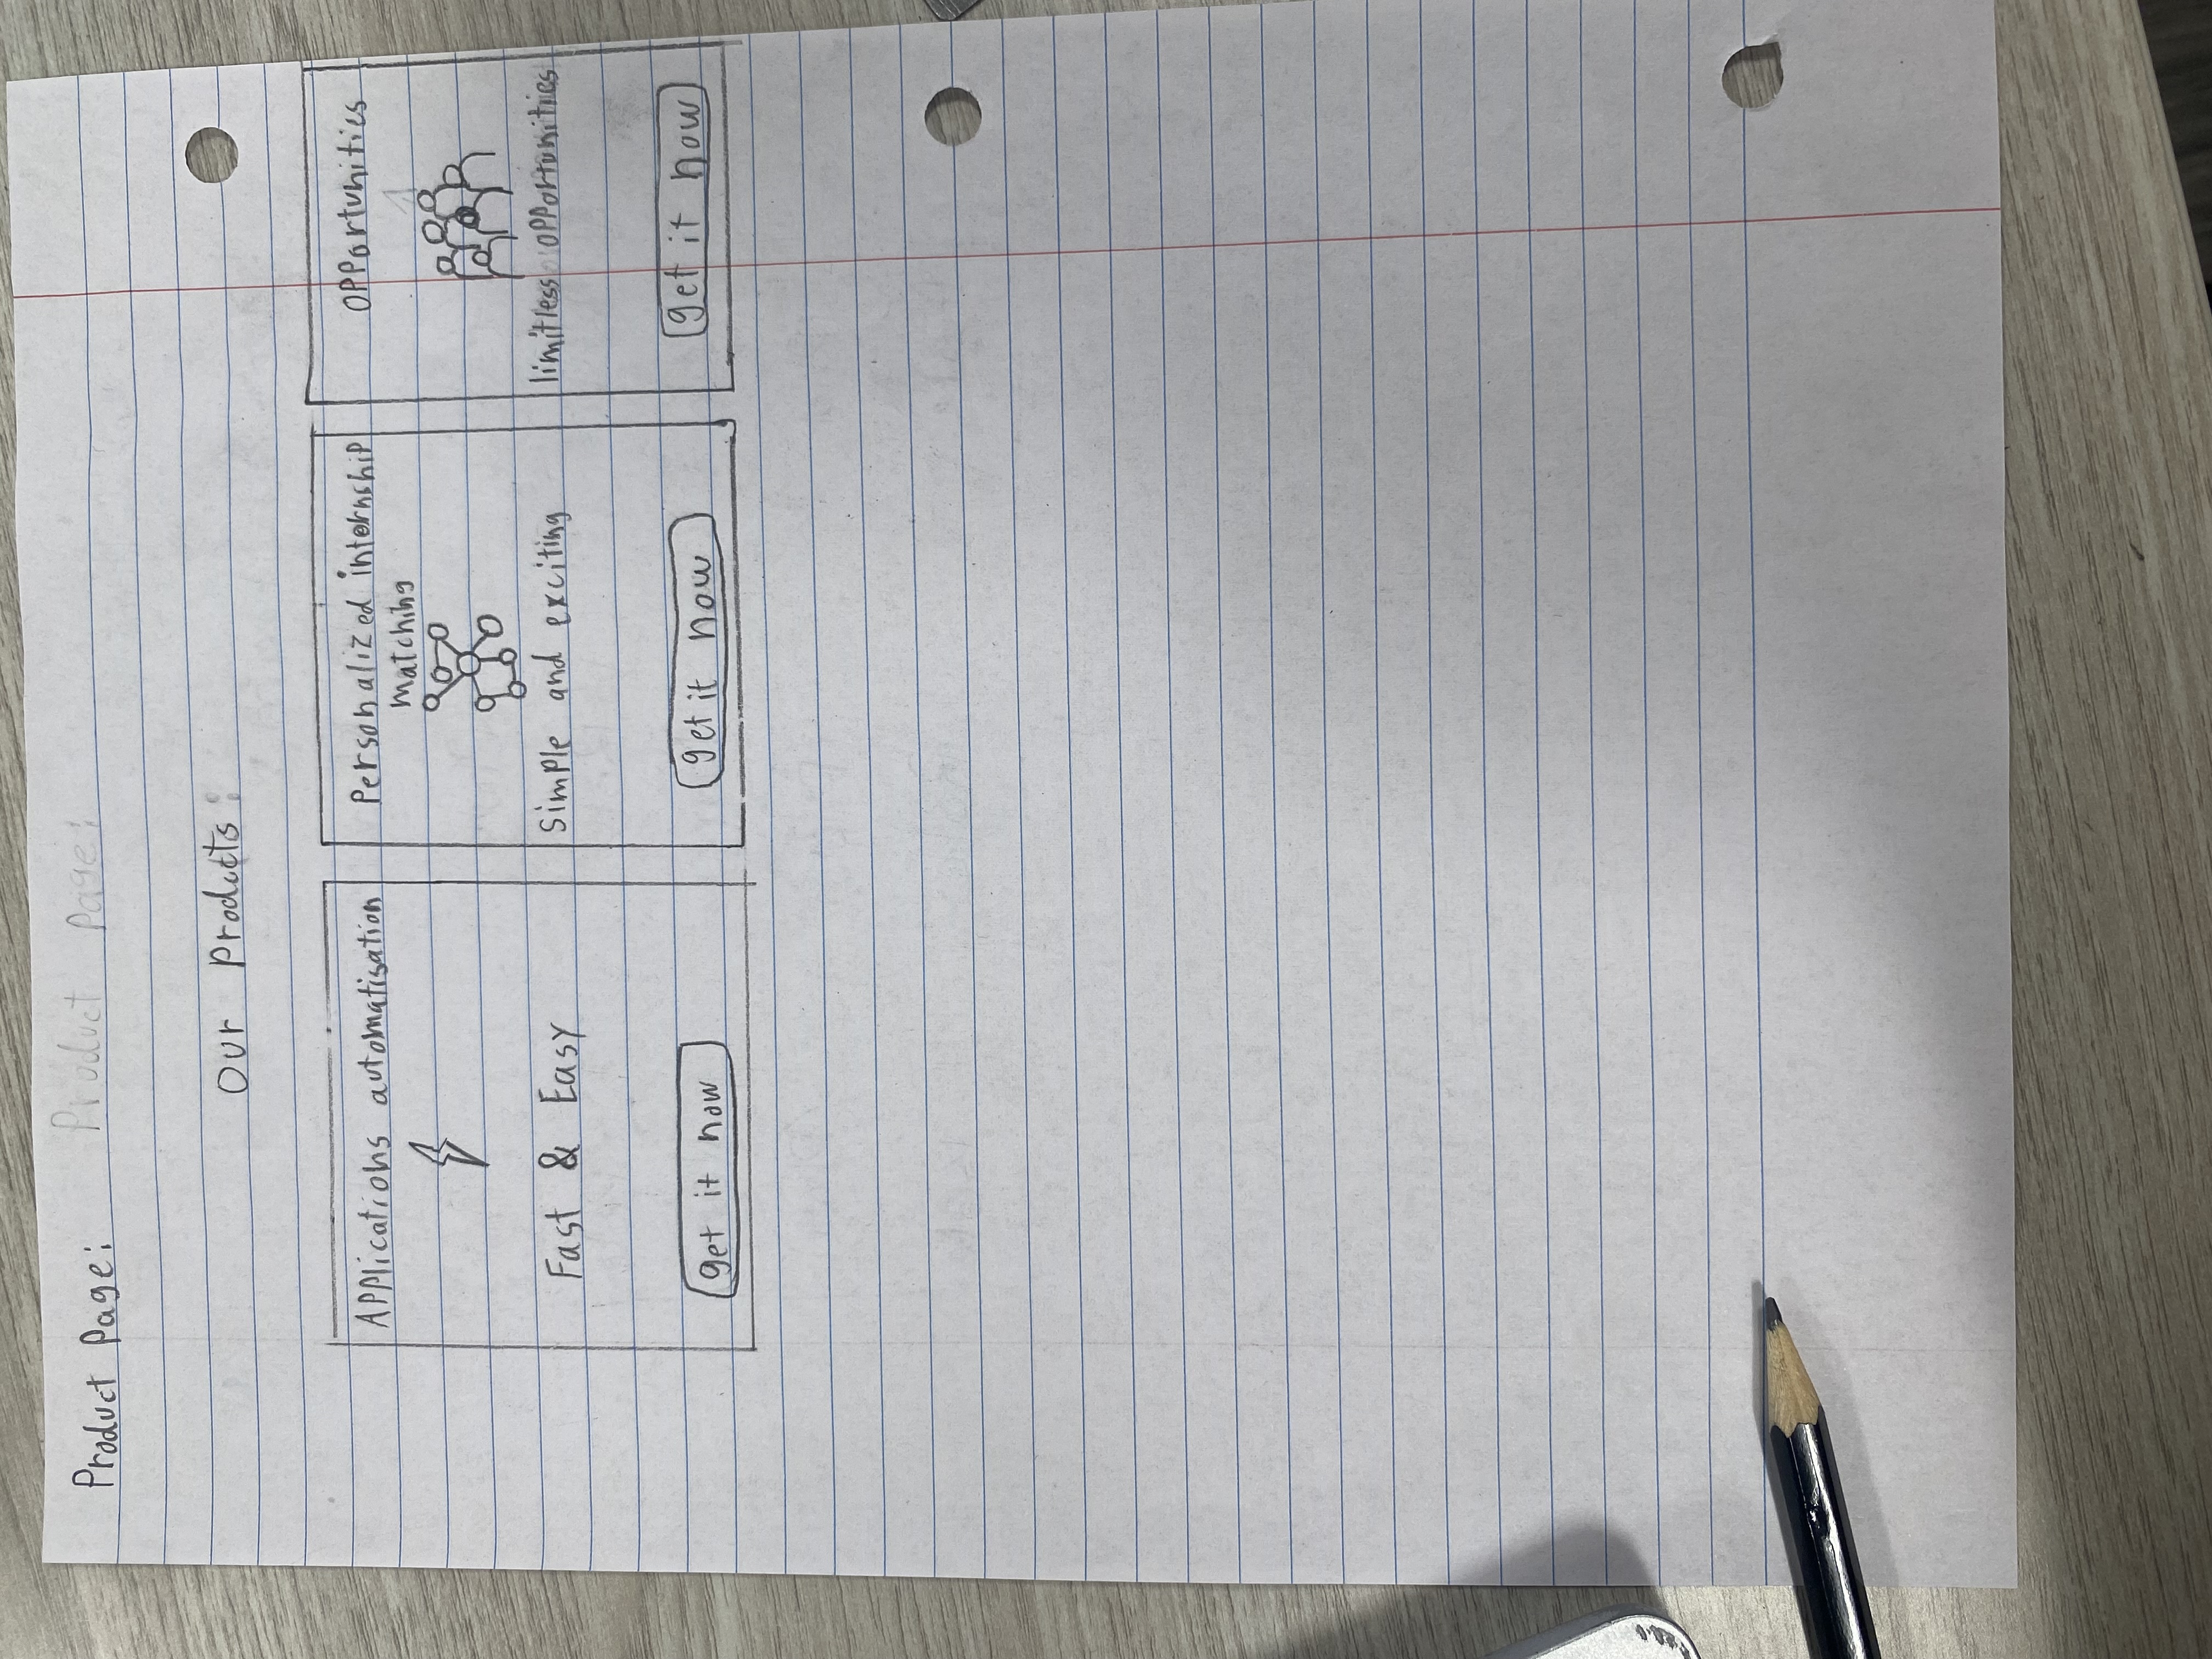 Product Page:
Product Page:
Our Products:
Applications automatisation
Fast & Easy
get it now
Personalized internship
matching
Simple and exciting
get it now
Opportunities
limitless opportunities
get it now